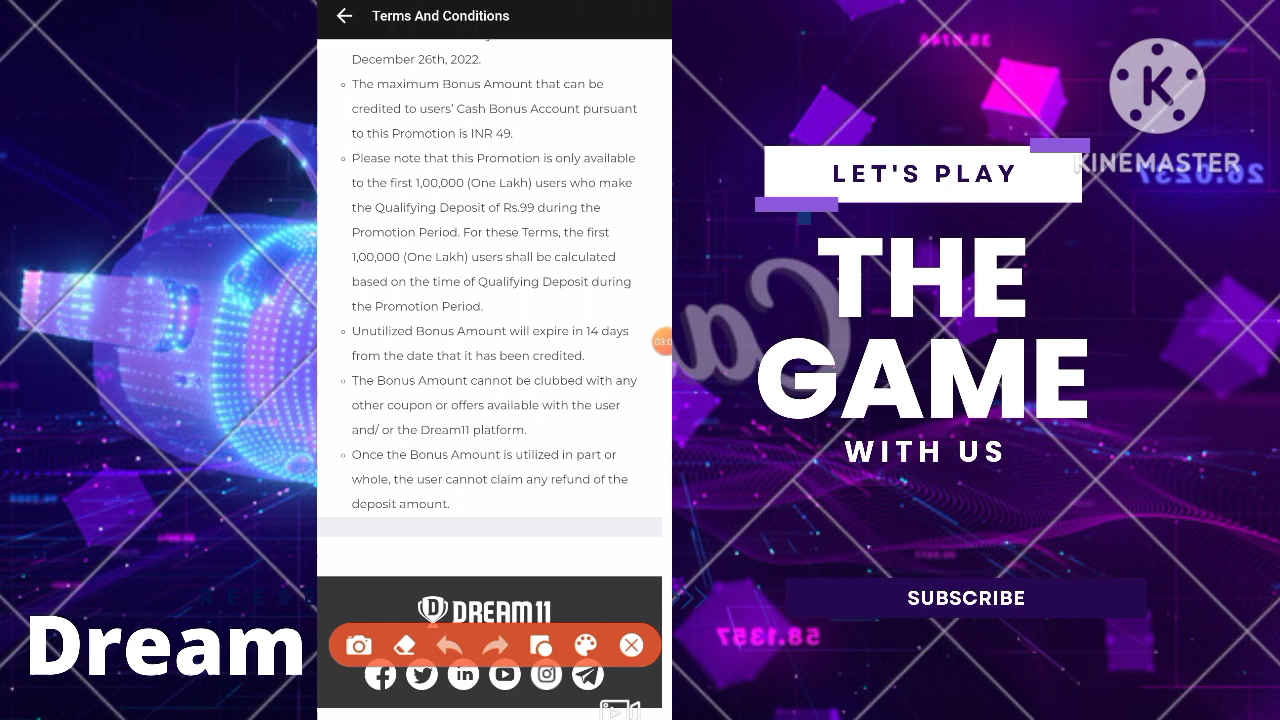 Terms And Conditions
December 26th, 2022.
The maximum Bonus Amount that can be
credited to users' Cash Bonus Account pursuant
to this Promotion is INR 49.
Please note that this Promotion is only available
to the first 1,00,000 (One Lakh) users who make
the Qualifying Deposit of Rs.99 during the
Promotion Period. For these Terms, the first
1,00,000 (One Lakh) users shall be calculated
based on the time of Qualifying Deposit during
the Promotion Period.
Unutilized Bonus Amount will expire in 14 days
from the date that it has been credited.
The Bonus Amount cannot be clubbed with any
other coupon or offers available with the user
and/ or the Dream11 platform.
Once the Bonus Amount is utilized in part or
whole, the user cannot claim any refund of the
deposit amount.
DREAM11
Dream
K
KINEMASTER
LET'S PLAY
THE
GAME
WITH US
SUBSCRIBE
58.1357